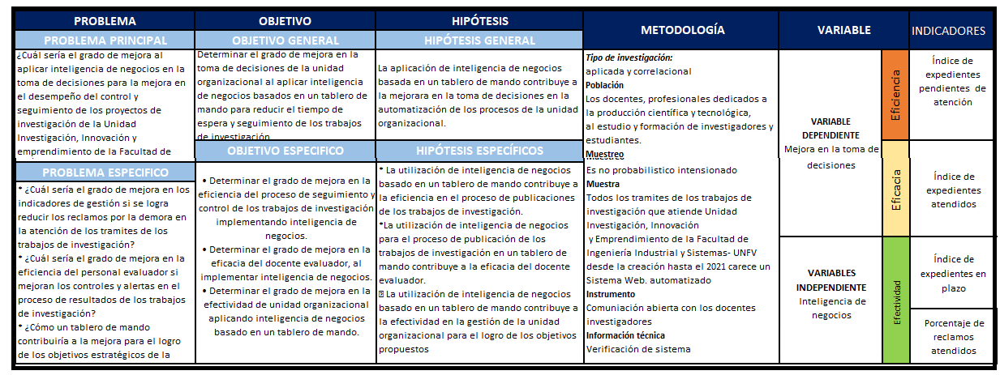 PROBLEMA
OBJETIVO
HIPÓTESIS
METODOLOGÍA
VARIABLE
INDICADORES
PROBLEMA PRINCIPAL
OBJETIVO GENERAL
HIPÓTESIS GENERAL
¿Cuál sería el grado de mejora al
aplicar inteligencia de negocios en la
toma de decisiones para la mejora en
el desempeño del control y
seguimiento de los proyectos de
investigación de la Unidad
Investigación, Innovación y
emprendimiento de la Facultad de
Determinar el grado de mejora en la
toma de decisiones de la unidad
organizacional al aplicar inteligencia
de negocios basados en un tablero de
mando para reducir el tiempo de
espera y seguimiento de los trabajos
de investigación
La aplicación de inteligencia de negocios
basada en un tablero de mando contribuye a
la mejorara en la toma de decisiones en la
automatización de los procesos de la unidad
organizacional.
PROBLEMA ESPECIFICO
OBJETIVO ESPECIFICO
HIPÓTESIS ESPECÍFICOS
* ¿Cuál sería el grado de mejora en los
indicadores de gestión si se logra
reducir los reclamos por la demora en
la atención de los tramites de los
trabajos de investigación?
* ¿Cuál sería el grado de mejora en la
eficiencia del personal evaluador si
mejoran los controles y alertas en el
proceso de resultados de los trabajos
de investigación?
* ¿Cómo un tablero de mando
contribuiría a la mejora para el logro
de los objetivos estratégicos de la
• Determinar el grado de mejora en la
eficiencia del proceso de seguimiento y
control de los trabajos de investigación
implementando inteligencia de
negocios.
• Determinar el grado de mejora en la
eficacia del docente evaluador, al
implementar inteligencia de negocios.
• Determinar el grado de mejora en la
efectividad de unidad organizacional
aplicando inteligencia de negocios
basado en un tablero de mando.
* La utilización de inteligencia de negocios
basado en un tablero de mando contribuye a
la eficiencia en el proceso de publicaciones
de los trabajos de investigación.
*La utilización de inteligencia de negocios
para el proceso de publicación de los
trabajos de investigación en un tablero de
mando contribuye a la eficacia del docente
evaluador.
La utilización de inteligencia de negocios
basado en un tablero de mando contribuye a
la efectividad en la gestión de la unidad
organizacional para el logro de los objetivos
propuestos
Tipo de investigación:
aplicada y correlacional
Población
Los docentes, profesionales dedicados a
la producción científica y tecnológica,
al estudio y formación de investigadores y
estudiantes.
Muestreo
Es no probabilistico intensionado
Muestra
Todos los tramites de los trabajos de
investigación que atiende Unidad
Investigación, Innovación
y Emprendimiento de la Facultad de
Ingeniería Industrial y Sistemas- UNFV
desde la creación hasta el 2021 carece un
Sistema Web. automatizado
Instrumento
Comuniación abierta con los docentes
investigadores
Información técnica
Verificación de sistema
VARIABLE
DEPENDIENTE
Mejora en la toma de
decisiones
VARIABLES
INDEPENDIENTE
Inteligencia de
negocios
Eficiencia
Eficacia
Efectividad
Índice de
expedientes
pendientes de
atención
Índice de
expedientes
atendidos
Índice de
expedientes en
plazo
Porcentaje de
reclamos
atendidos